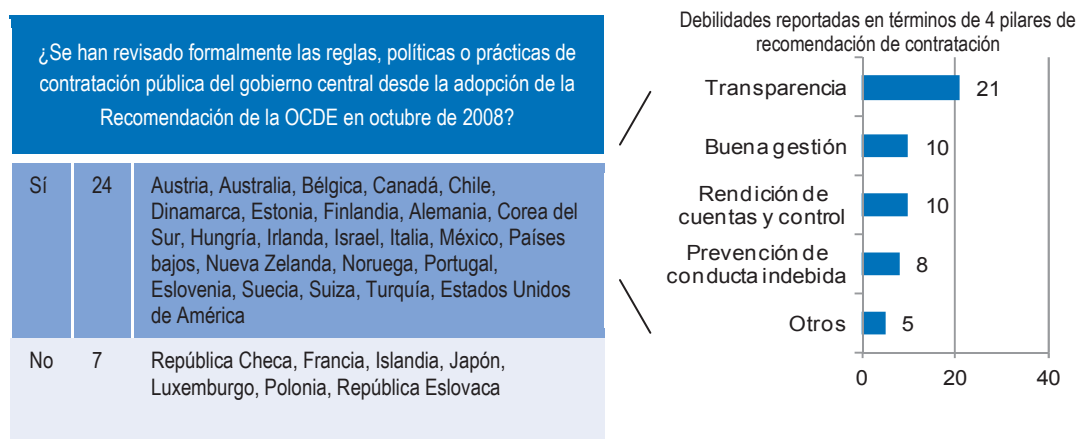 ¿Se han revisado formalmente las reglas, políticas o prácticas de
contratación pública del gobierno central desde la adopción de la
Recomendación de la OCDE en octubre de 2008?
Sí 24 Austria, Australia, Bélgica, Canadá, Chile,
Dinamarca, Estonia, Finlandia, Alemania, Corea del
Sur, Hungría, Irlanda, Israel, Italia, México, Países
bajos, Nueva Zelanda, Noruega, Portugal,
Eslovenia, Suecia, Suiza, Turquía, Estados Unidos
de América
No 7 República Checa, Francia, Islandia, Japón,
Luxemburgo, Polonia, República Eslovaca
Debilidades reportadas en términos de 4 pilares de
recomendación de contratación
Transparencia 21
Buena gestión 10
Rendición de
cuentas y control 10
Prevención de
conducta indebida 8
Otros 5
0 20 40